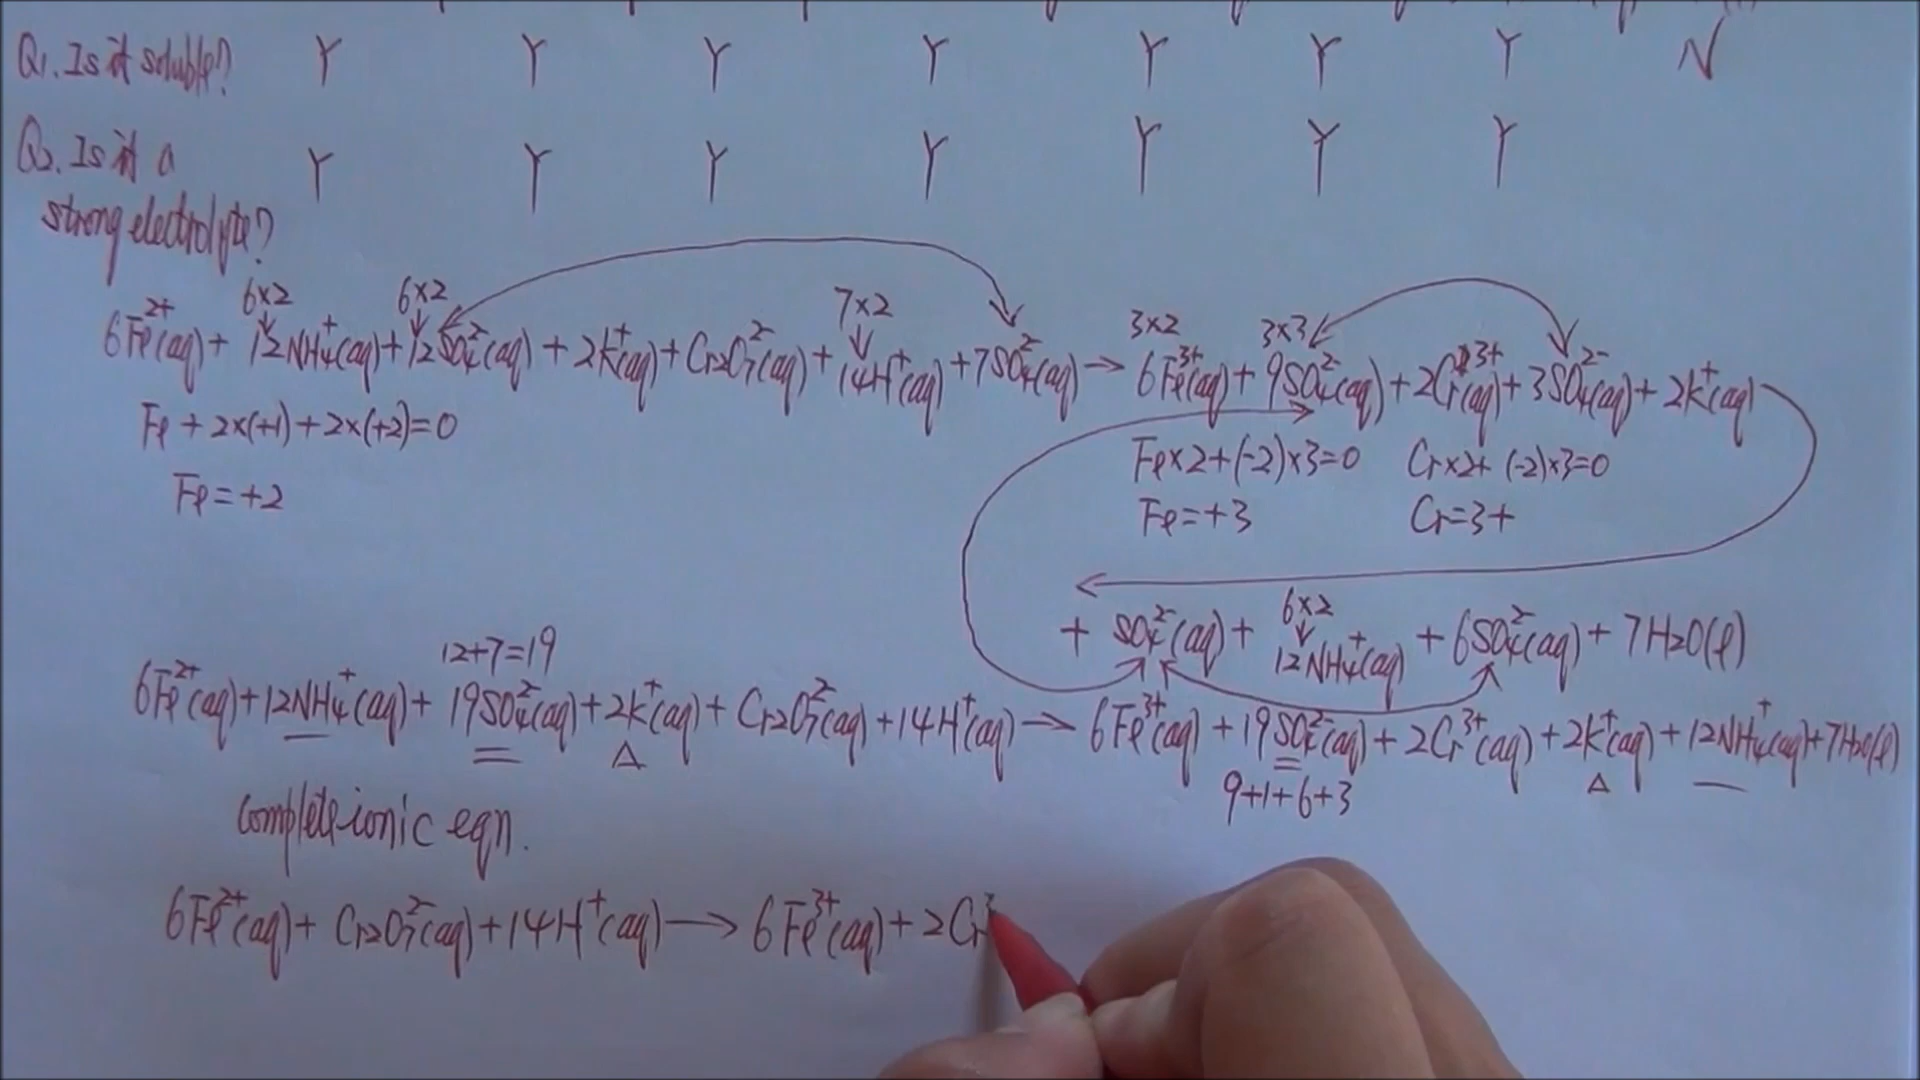 Q1. Is it soluble? Y Y Y Y Y Y Y N
Q2. Is it a Y Y Y Y Y Y Y
strong electrolyte?
6×2 6×2 7×2 3×2 3×3
6Fe²⁺(aq) + 12NH₄⁺(aq) + 12SO₄²⁻(aq) + 2K⁺(aq) + Cr₂O₇²⁻(aq) + 14H⁺(aq) + 7SO₄²⁻(aq) → 6Fe³⁺(aq) + 9SO₄²⁻(aq) + 2Cr³⁺(aq) + 3SO₄²⁻(aq) + 2K⁺(aq)
Fe + 2×(+1) + 2×(+2) = 0
Fe = +2
Fe×2 + (-2)×3 = 0 Cr×2 + (-2)×3 = 0
Fe = +3 Cr = 3+
6×2
+ SO₄²⁻(aq) + 12NH₄⁺(aq) + 6SO₄²⁻(aq) + 7H₂O(l)
12+7=19
6Fe²⁺(aq) + 12NH₄⁺(aq) + 19SO₄²⁻(aq) + 2K⁺(aq) + Cr₂O₇²⁻(aq) + 14H⁺(aq) → 6Fe³⁺(aq) + 19SO₄²⁻(aq) + 2Cr³⁺(aq) + 2K⁺(aq) + 12NH₄⁺(aq) + 7H₂O(l)
9+1+6+3
complete ionic eqn.
6Fe²⁺(aq) + Cr₂O₇²⁻(aq) + 14H⁺(aq) → 6Fe³⁺(aq) + 2Cr³